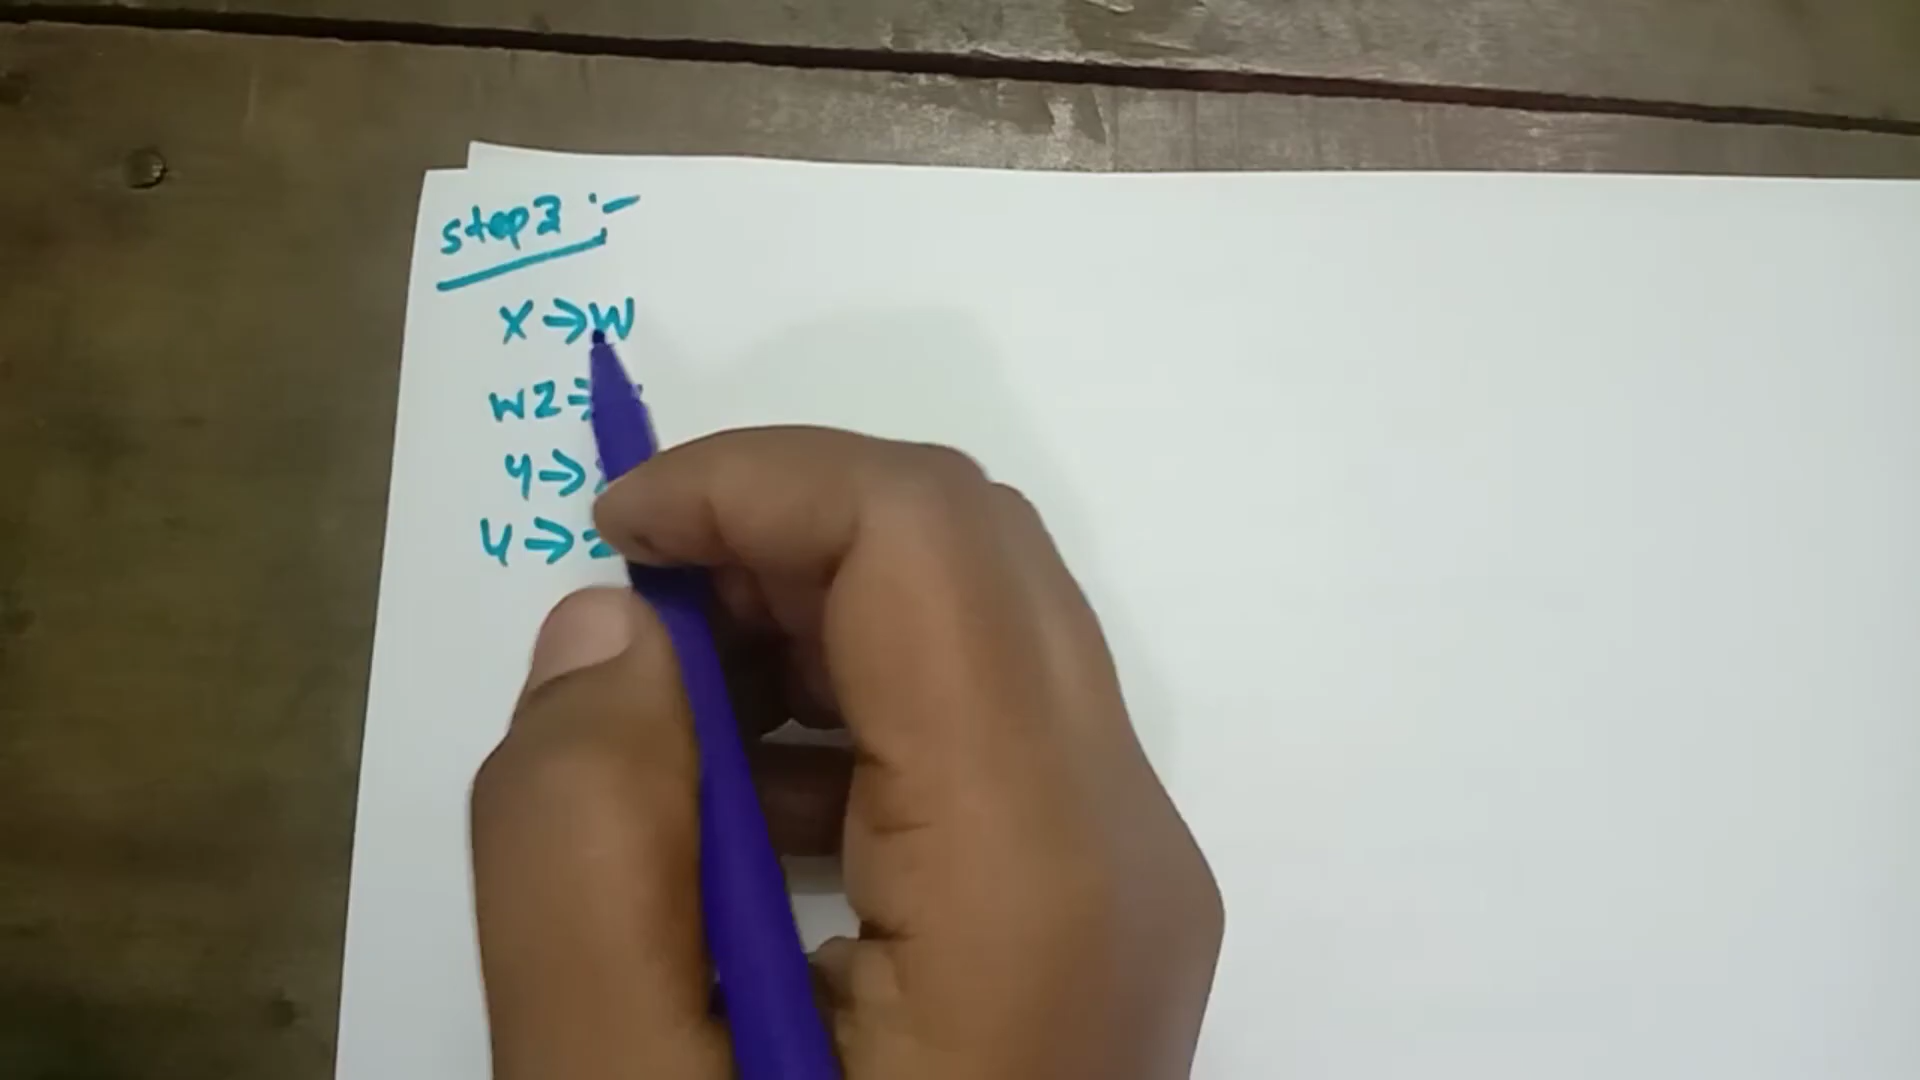 step3 :-
X→W
WZ→
Y→
Y→Z